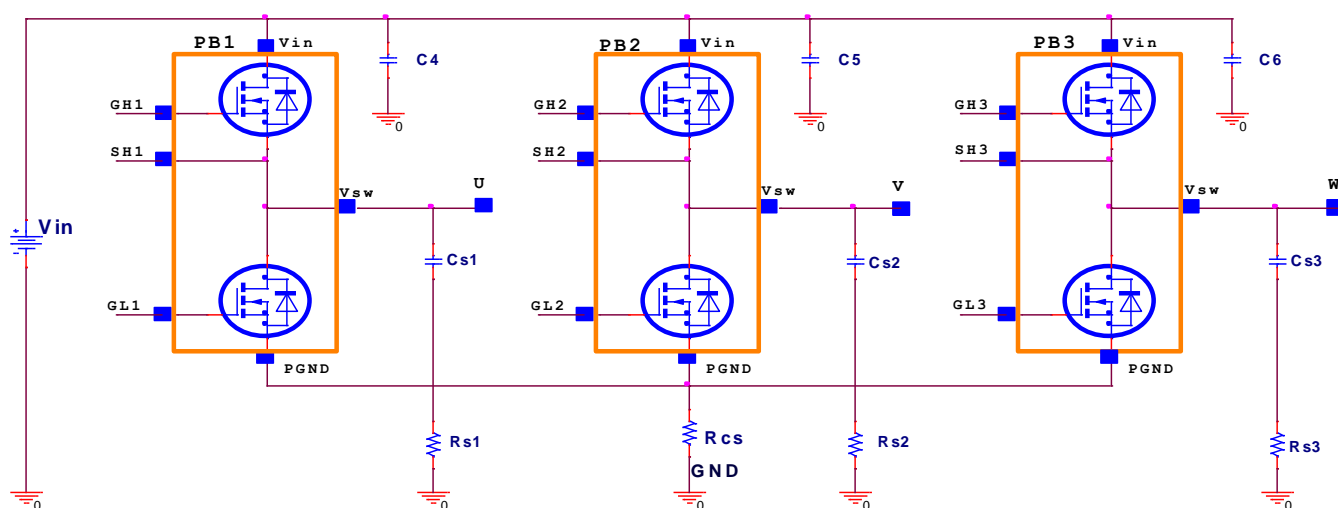 PB1 Vin C4 PB2 Vin C5 PB3 Vin C6
GH1 0 GH2 0 GH3 0
SH1 SH2 SH3
Vsw U Vsw V Vsw W
Vin + -
Cs1 Cs2 Cs3
GL1 GL2 GL3
PGND PGND PGND
Rs1 Rcs Rs2 Rs3
GND
0 0 0 0 0